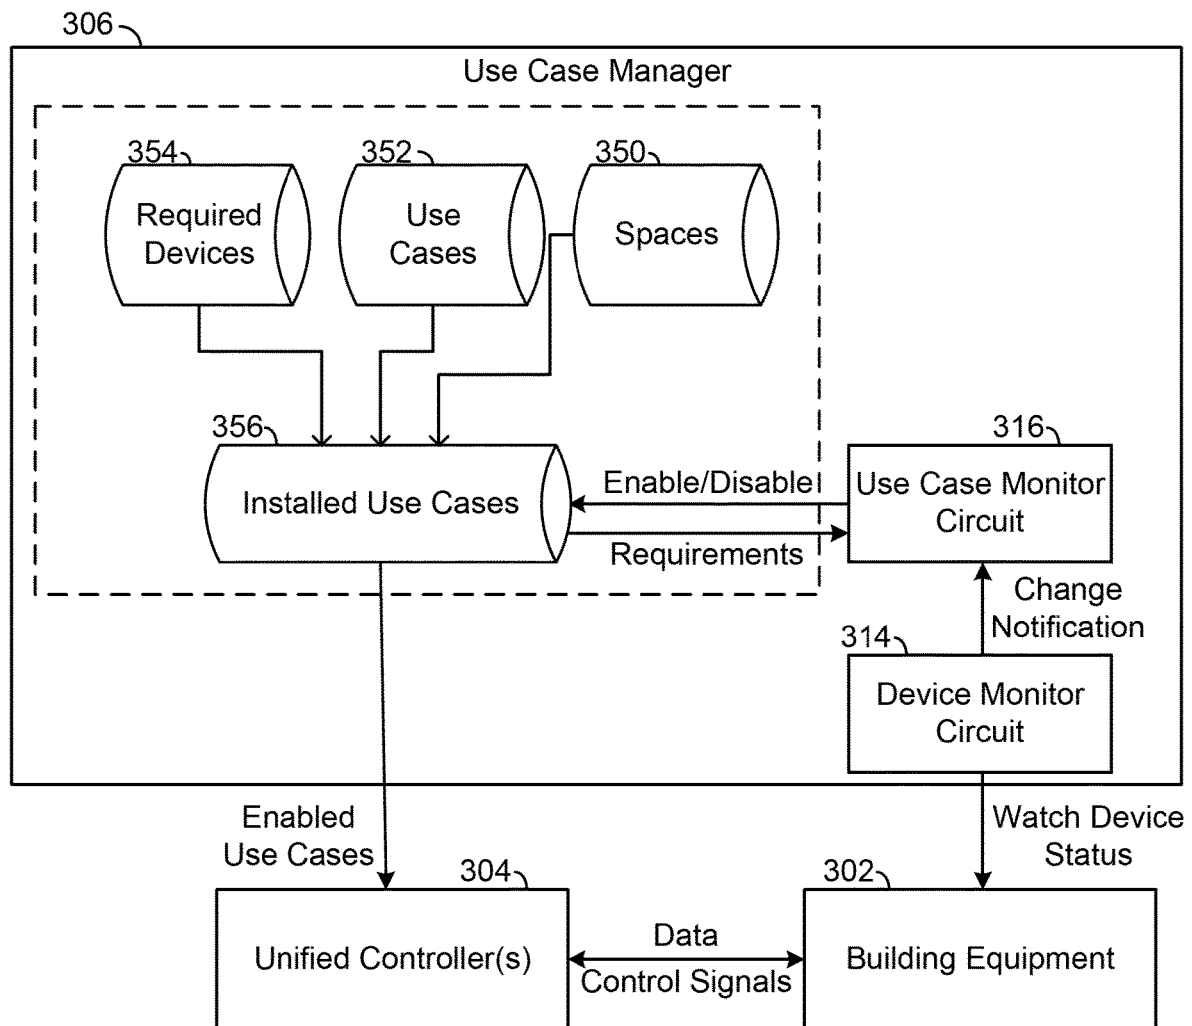 306
Use Case Manager
354
352
350
Required
Devices
Use
Cases
Spaces
356
316
Installed Use Cases
Enable/Disable
Requirements
Use Case Monitor
Circuit
Change
Notification
314
Device Monitor
Circuit
Enabled
Use Cases
Watch Device
Status
304
302
Unified Controller(s)
Data
Control Signals
Building Equipment